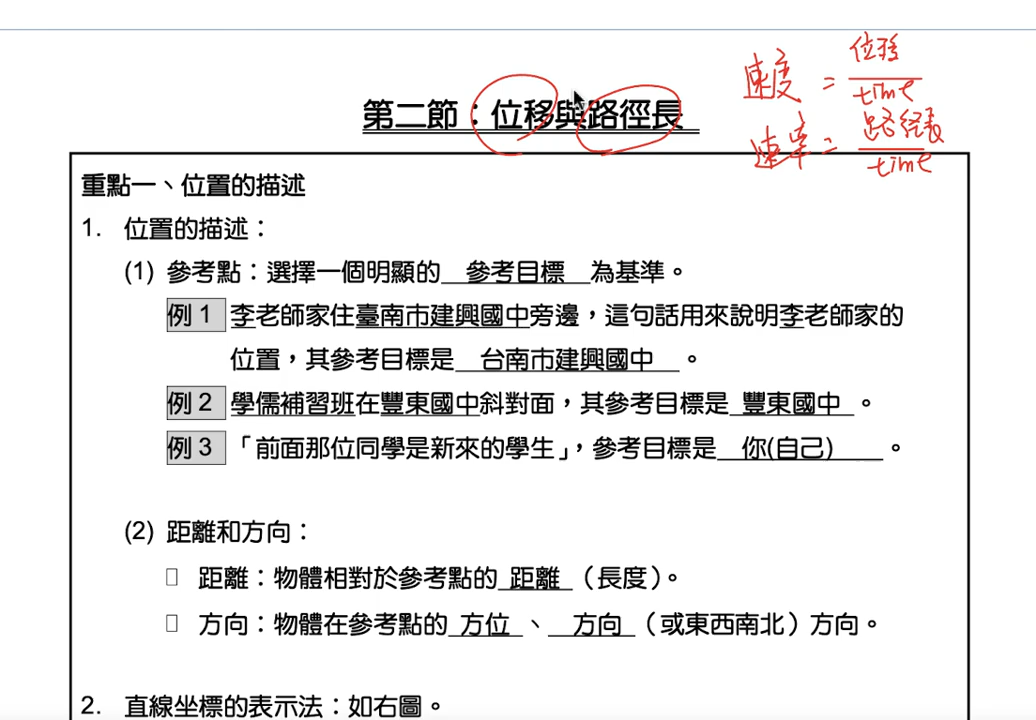 速度 = 位移
time
第二節：位移與路徑長
速率 = 路徑長
time
重點一、位置的描述
1. 位置的描述：
(1) 參考點：選擇一個明顯的 參考目標 為基準。
例 1 李老師家住臺南市建興國中旁邊，這句話用來說明李老師家的
位置，其參考目標是 台南市建興國中 。
例 2 學儒補習班在豐東國中斜對面，其參考目標是 豐東國中 。
例 3 「前面那位同學是新來的學生」，參考目標是 你(自己) 。
(2) 距離和方向：
距離：物體相對於參考點的 距離 （長度）。
方向：物體在參考點的 方位 、 方向 （或東西南北）方向。
2. 直線坐標的表示法：如右圖。